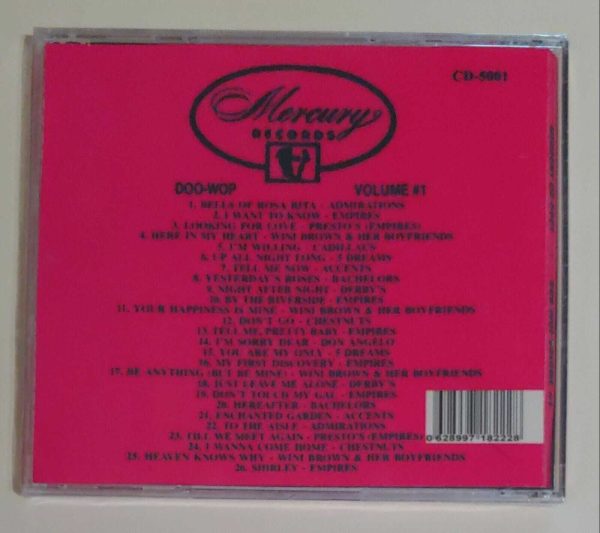 CD-5001
Mercury
RECORDS
DOO-WOP VOLUME #1
1. BELLS OF ROSA RITA - ADMIRATIONS
2. I WANT TO KNOW - EMPIRES
3. LOOKING FOR LOVE - PRESTO'S (EMPIRES)
4. HERE IN MY HEART - WINI BROWN & HER BOYFRIENDS
5. I'M WILLING - CADILLACS
6. UP ALL NIGHT LONG - 5 DREAMS
7. TELL ME NOW - ACCENTS
8. YESTERDAY'S ROSES - BACHELORS
9. NIGHT AFTER NIGHT - DERBY'S
10. BY THE RIVERSIDE - EMPIRES
11. YOUR HAPPINESS IS MINE - WINI BROWN & HER BOYFRIENDS
12. DON'T GO - CHESTNUTS
13. TELL ME, PRETTY BABY - EMPIRES
14. I'M SORRY DEAR - DON ANGELO
15. YOU ARE MY ONLY - 5 DREAMS
16. MY FIRST DISCOVERY - EMPIRES
17. BE ANYTHING (BUT BE MINE) - WINI BROWN & HER BOYFRIENDS
18. JUST LEAVE ME ALONE - DERBY'S
19. DON'T TOUCH MY GAL - EMPIRES
20. HEREAFTER - BACHELORS
21. ENCHANTED GARDEN - ACCENTS
22. TO THE AISLE - ADMIRATIONS
23. TILL WE MEET AGAIN - PRESTO'S (EMPIRES)
24. I WANNA COME HOME - CHESTNUTS
25. HEAVEN KNOWS WHY - WINI BROWN & HER BOYFRIENDS
26. SHIRLEY - EMPIRES
0 628997 182228